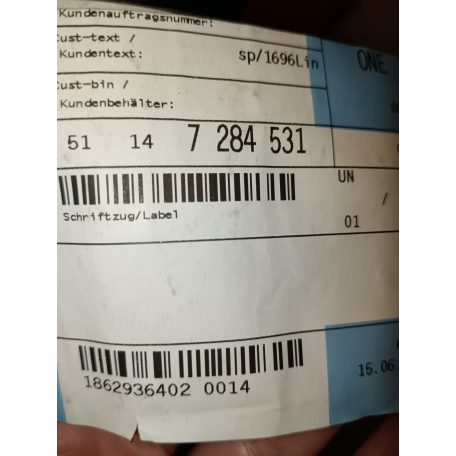 Kundenauftragsnummer:
Cust-text /
Kundentext: sp/1696Lin
ONE
Cust-bin /
Kundenbehälter:
51 14 7 284 531
UN /
Schriftzug/Label
01
15.06.
1862936402 0014